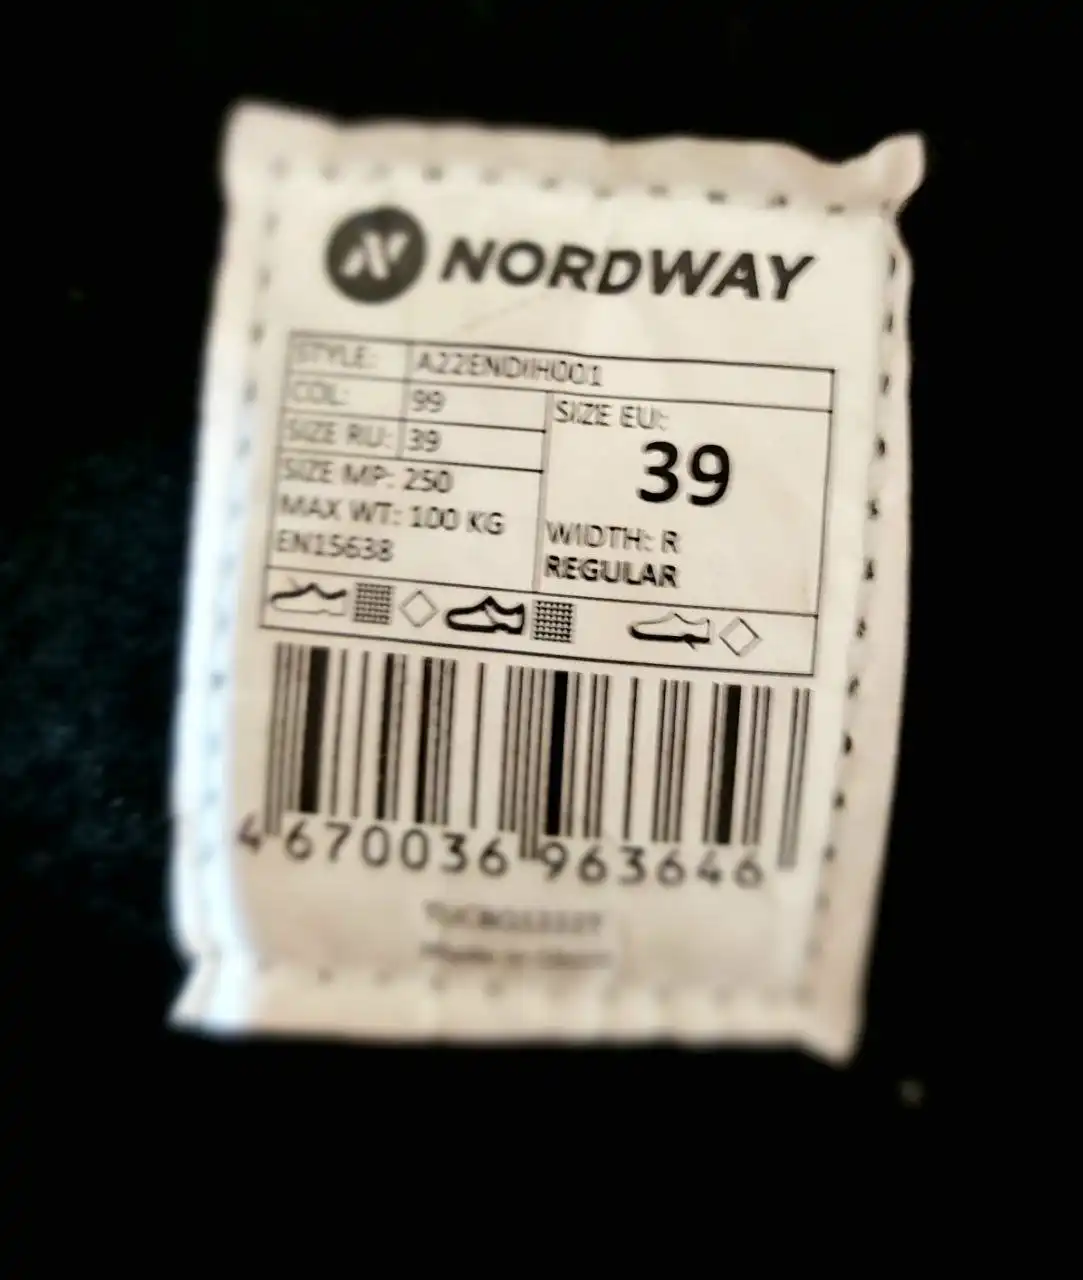 NORDWAY
STYLE: A22ENDIH001
COL: 99
SIZE RU: 39
SIZE MP: 250
MAX WT: 100 KG
EN15638
SIZE EU:
39
WIDTH: R
REGULAR
4 670036 963646